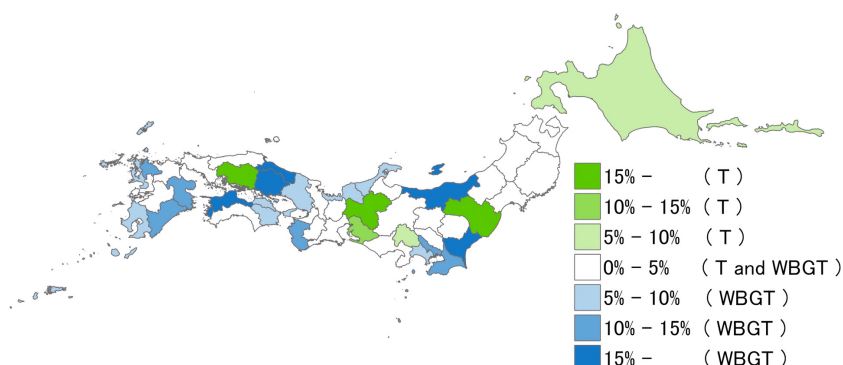 15% - ( T )
10% - 15% ( T )
5% - 10% ( T )
0% - 5% ( T and WBGT )
5% - 10% ( WBGT )
10% - 15% ( WBGT )
15% - ( WBGT )